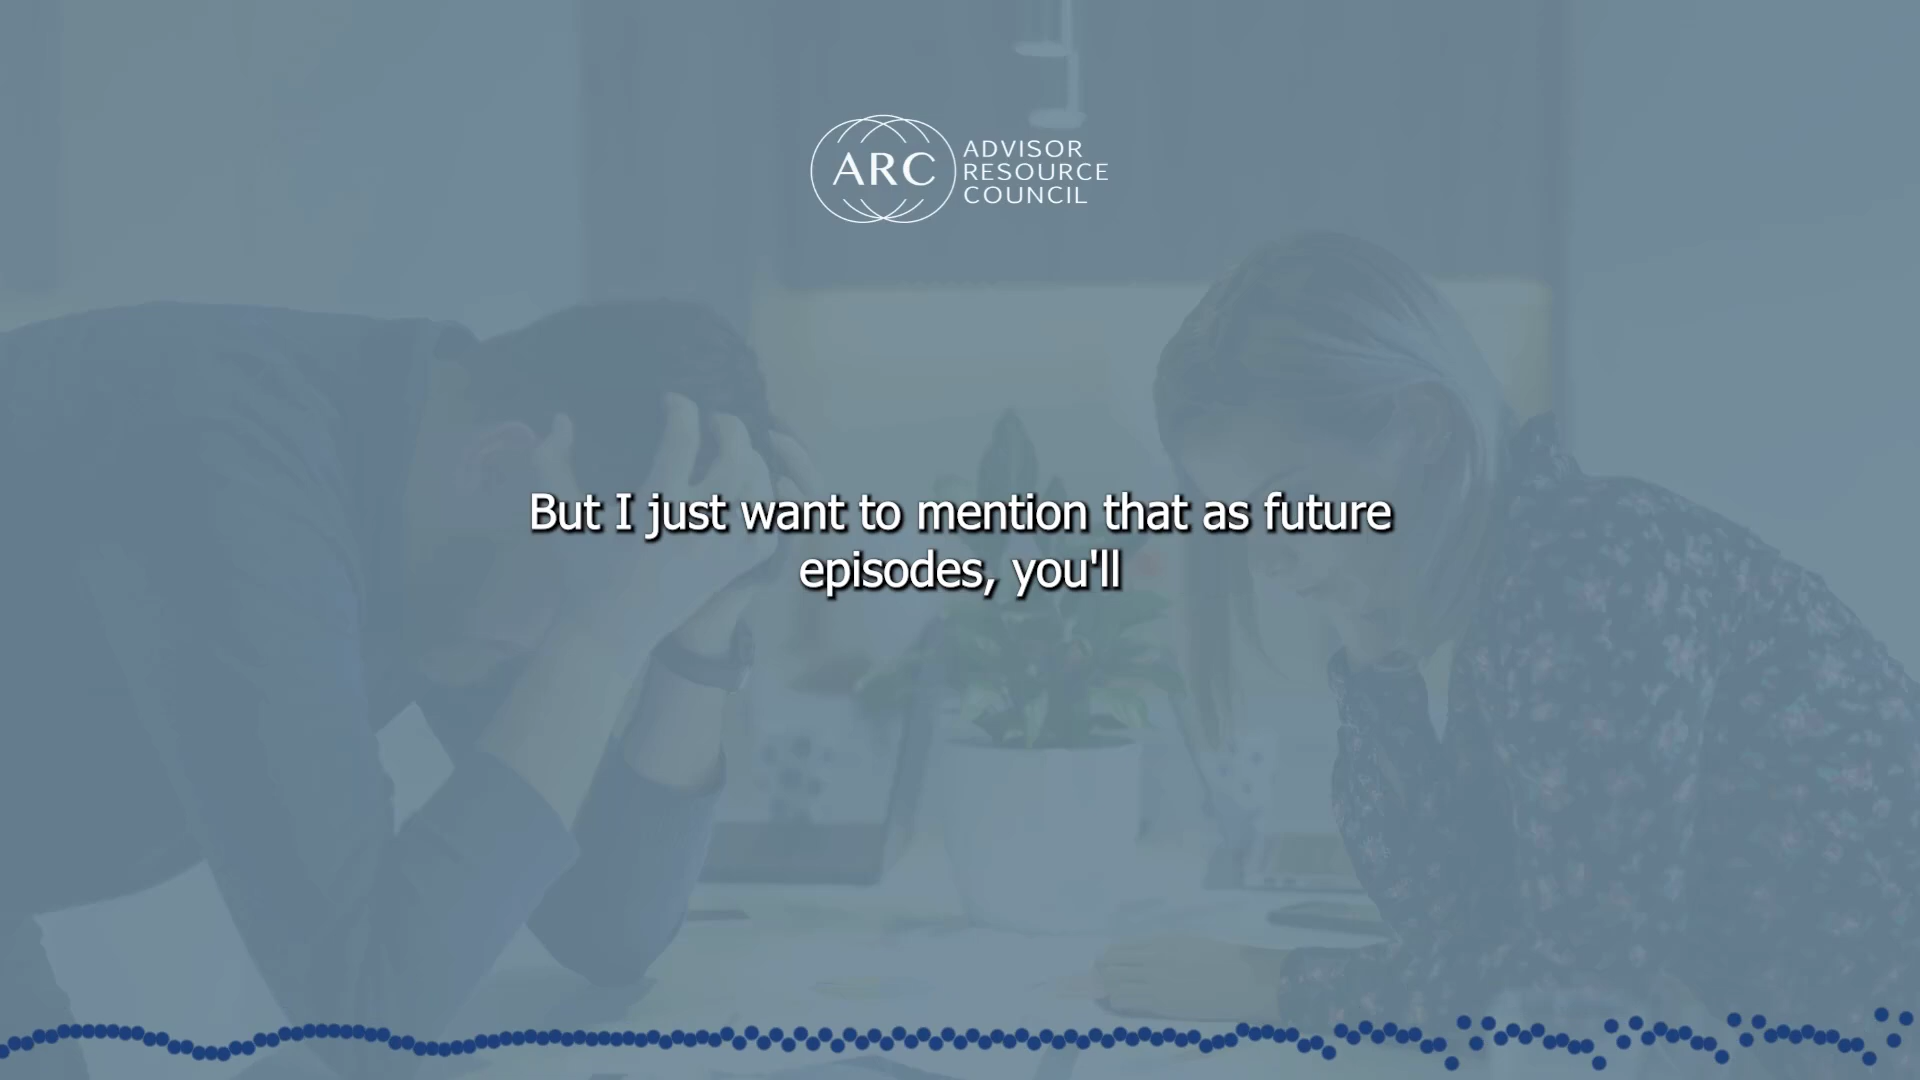 ARC
ADVISOR
RESOURCE
COUNCIL
But I just want to mention that as future
episodes, you'll